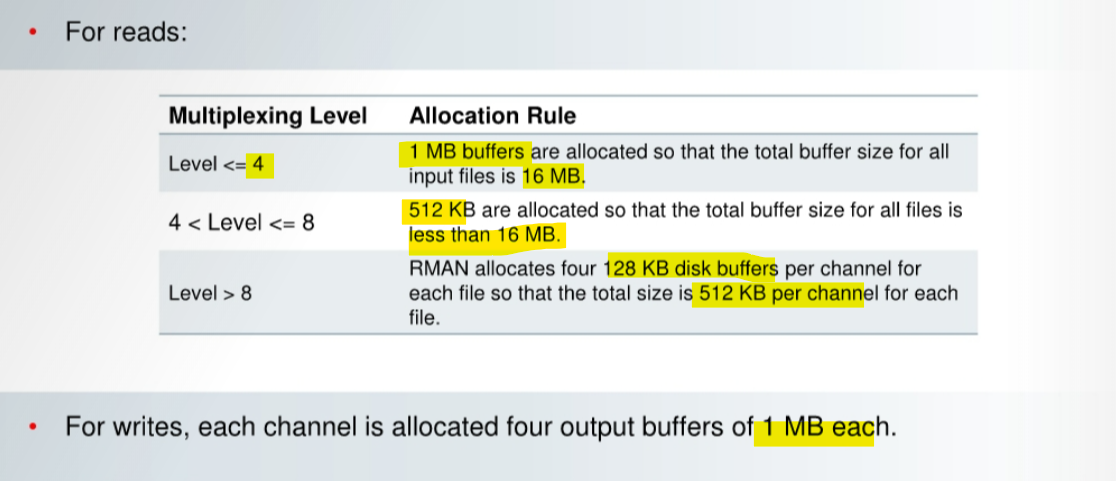 • For reads:
Multiplexing Level Allocation Rule
Level <= 4
1 MB buffers are allocated so that the total buffer size for all
input files is 16 MB.
4 < Level <= 8
512 KB are allocated so that the total buffer size for all files is
less than 16 MB.
Level > 8
RMAN allocates four 128 KB disk buffers per channel for
each file so that the total size is 512 KB per channel for each
file.
• For writes, each channel is allocated four output buffers of 1 MB each.